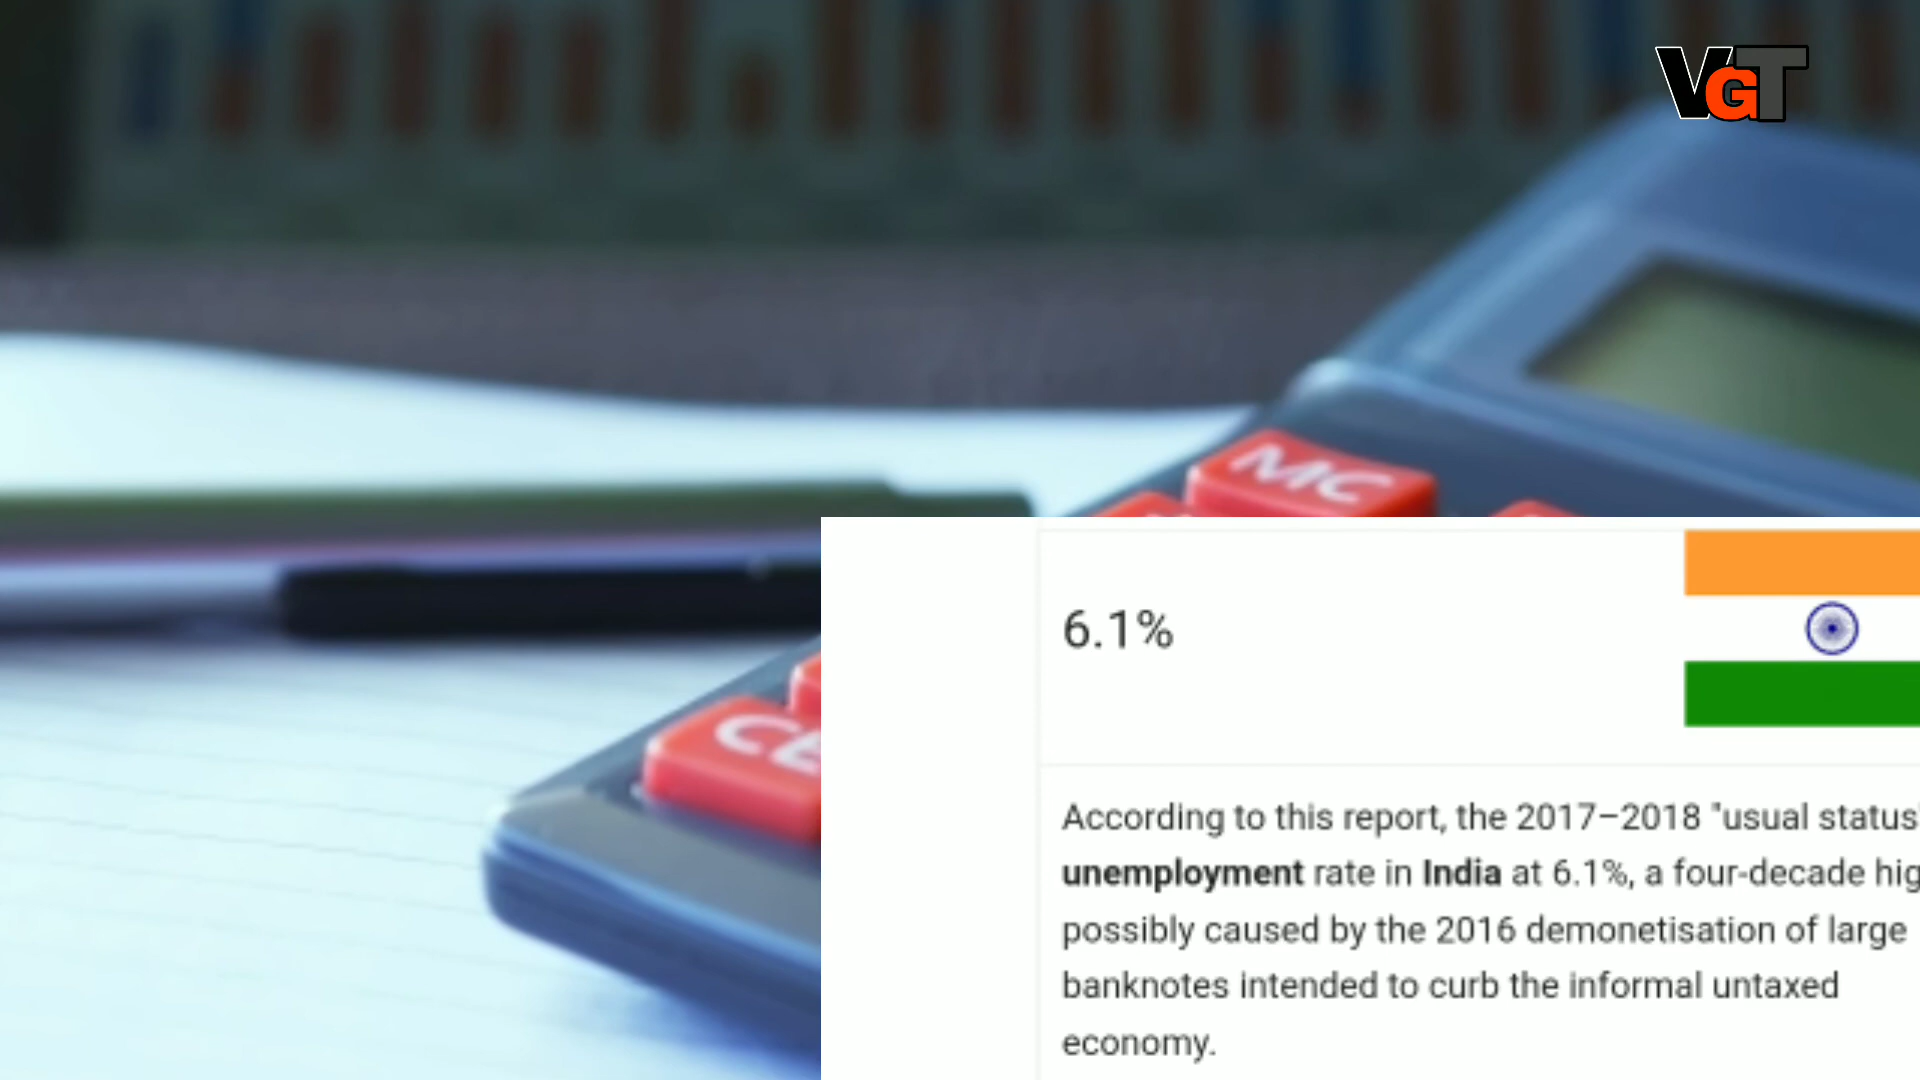 VGT
MC
CE
6.1%
According to this report, the 2017–2018 "usual status"
unemployment rate in India at 6.1%, a four-decade hig
possibly caused by the 2016 demonetisation of large
banknotes intended to curb the informal untaxed
economy.